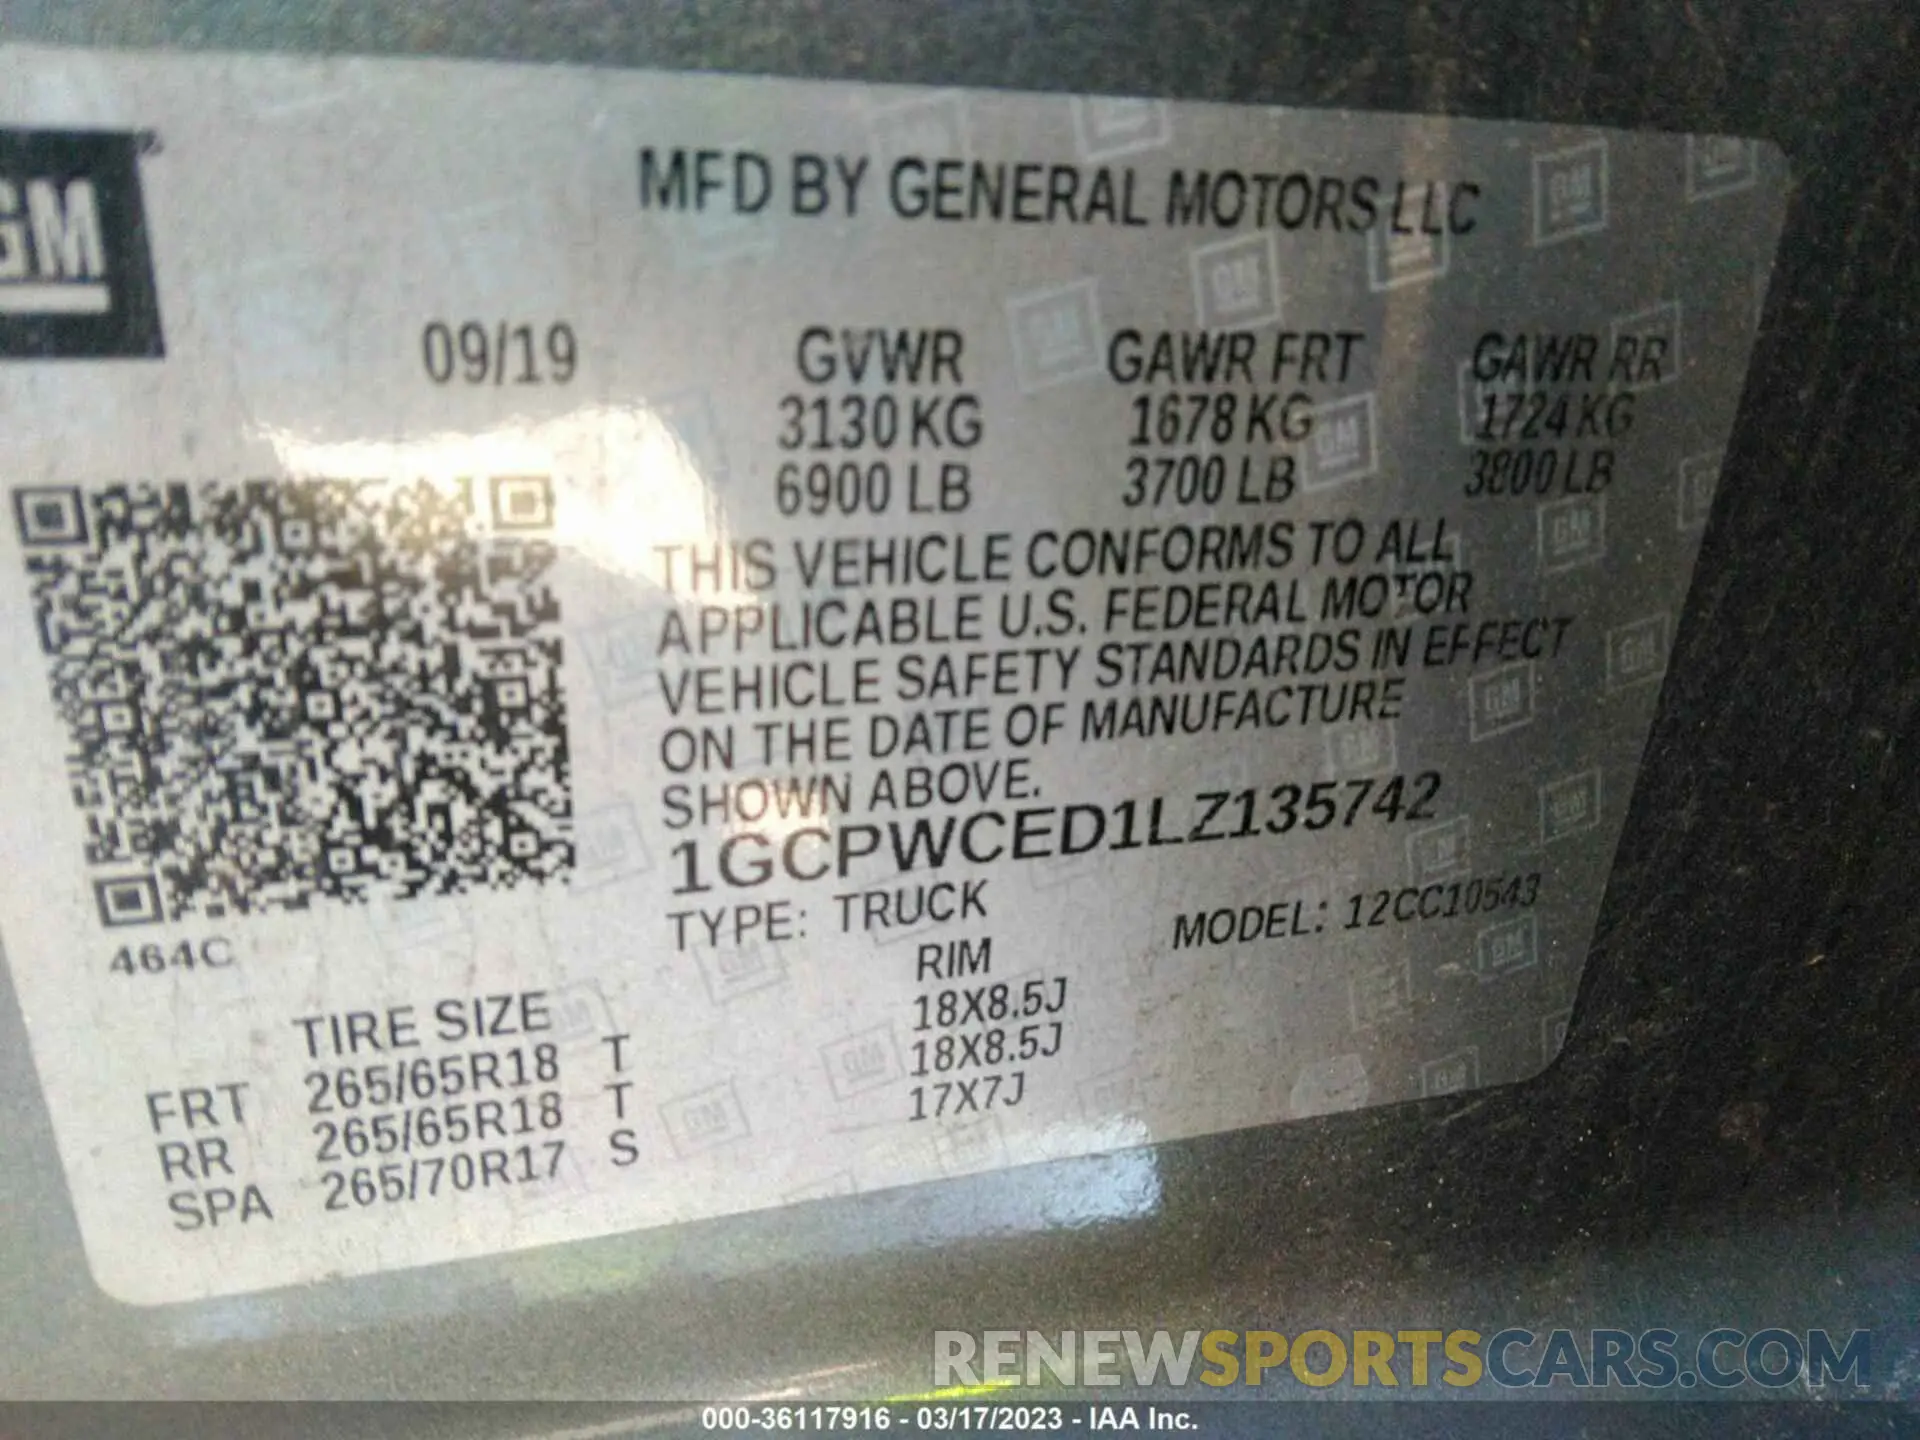 GM
MFD BY GENERAL MOTORS LLC
09/19 GVWR GAWR FRT GAWR RR
3130 KG 1678 KG 1724 KG
6900 LB 3700 LB 3800 LB
THIS VEHICLE CONFORMS TO ALL
APPLICABLE U.S. FEDERAL MOTOR
VEHICLE SAFETY STANDARDS IN EFFECT
ON THE DATE OF MANUFACTURE
SHOWN ABOVE.
1GCPWCED1LZ135742
TYPE: TRUCK MODEL: 12CC10543
464C
TIRE SIZE RIM
FRT 265/65R18 T 18X8.5J
RR 265/65R18 T 18X8.5J
SPA 265/70R17 S 17X7J
RENEWSPORTSCARS.COM
000-36117916 - 03/17/2023 - IAA Inc.